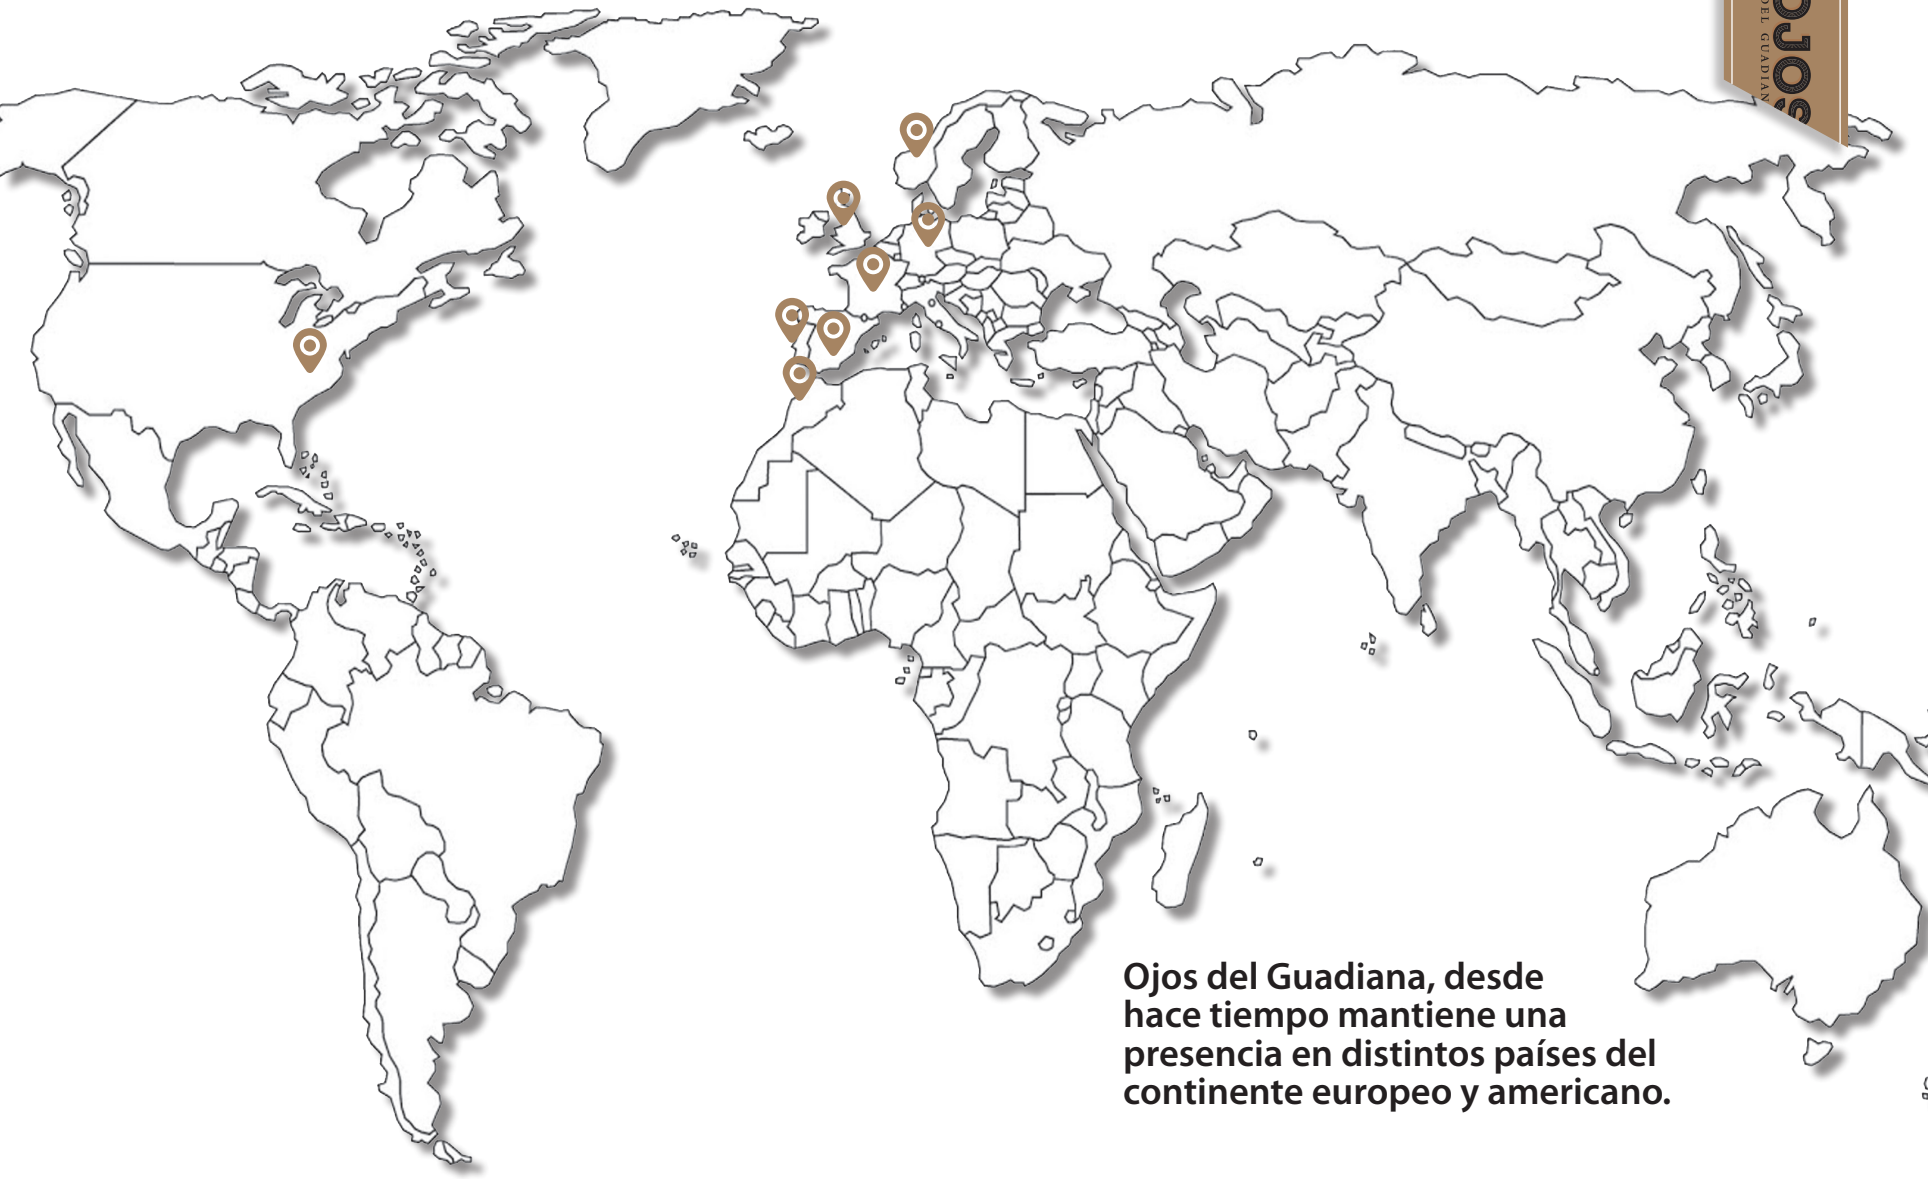 OJOS
DEL GUADIAN
Ojos del Guadiana, desde
hace tiempo mantiene una
presencia en distintos países del
continente europeo y americano.